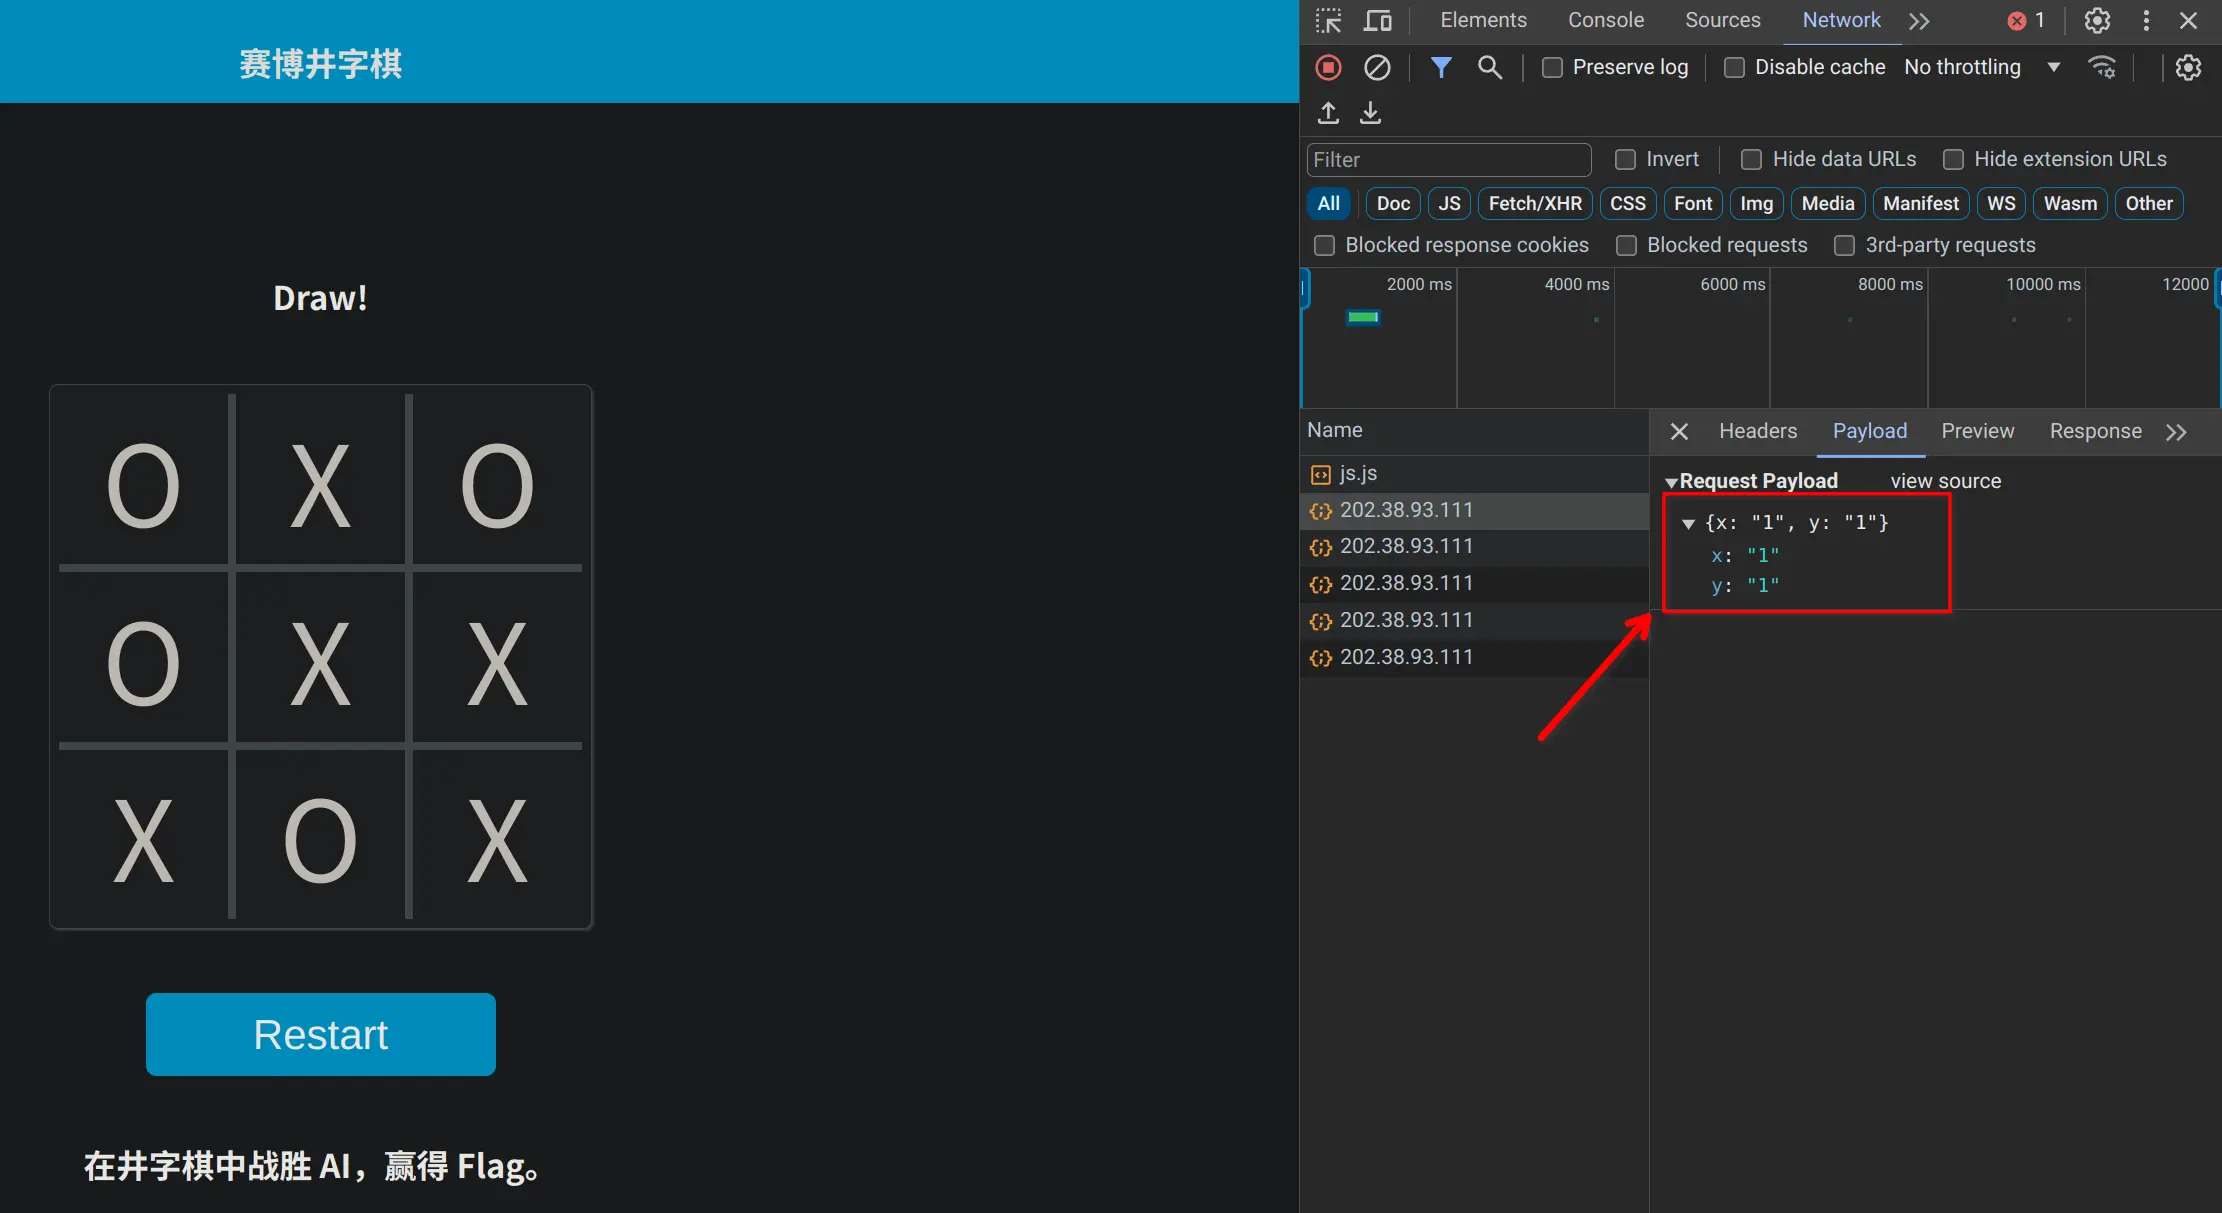 赛博井字棋
Draw!
O X O
O X X
X O X
Restart
在井字棋中战胜 AI，赢得 Flag。
Elements Console Sources Network 1
Preserve log Disable cache No throttling
Filter Invert Hide data URLs Hide extension URLs
All Doc JS Fetch/XHR CSS Font Img Media Manifest WS Wasm Other
Blocked response cookies Blocked requests 3rd-party requests
2000 ms 4000 ms 6000 ms 8000 ms 10000 ms 12000
Name
js.js
202.38.93.111
202.38.93.111
202.38.93.111
202.38.93.111
202.38.93.111
Headers Payload Preview Response
Request Payload view source
{x: "1", y: "1"}
x: "1"
y: "1"